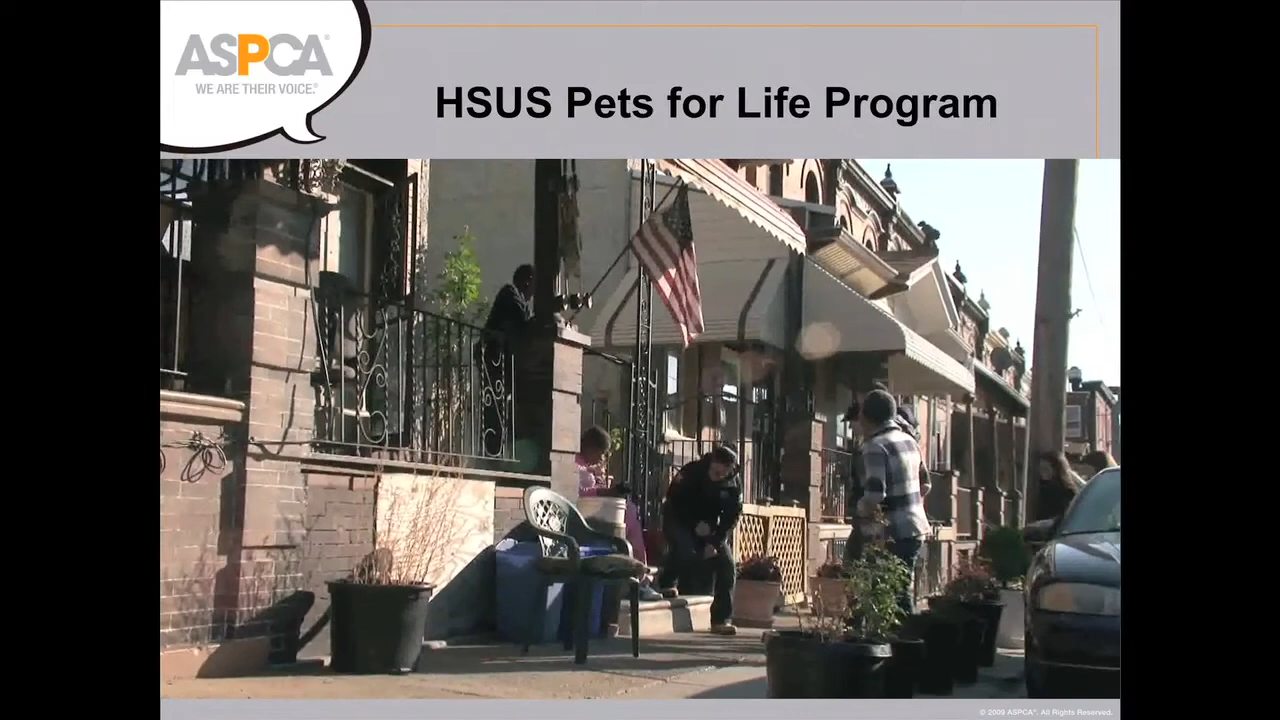 ASPCA®
WE ARE THEIR VOICE.®
HSUS Pets for Life Program
© 2009 ASPCA®. All Rights Reserved.